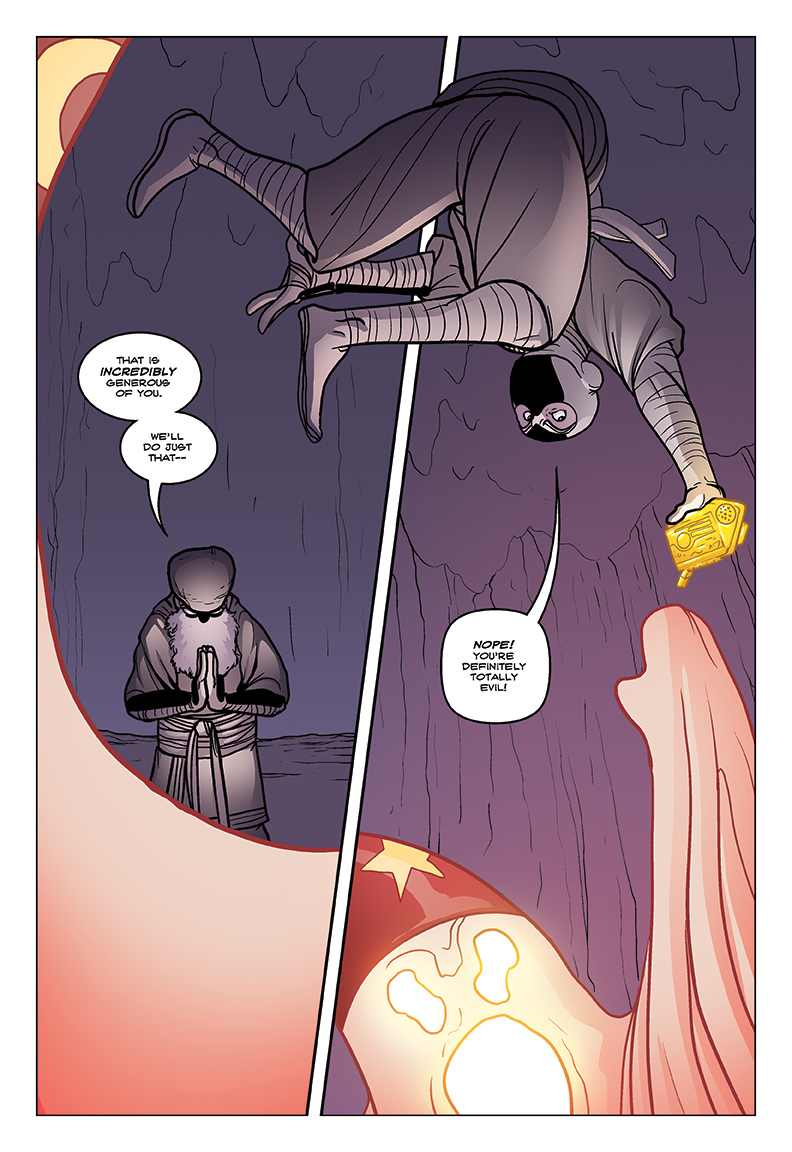 THAT IS
INCREDIBLY
GENEROUS
OF YOU.
WE'LL
DO JUST
THAT--
NOPE!
YOU'RE
DEFINITELY
TOTALLY
EVIL!